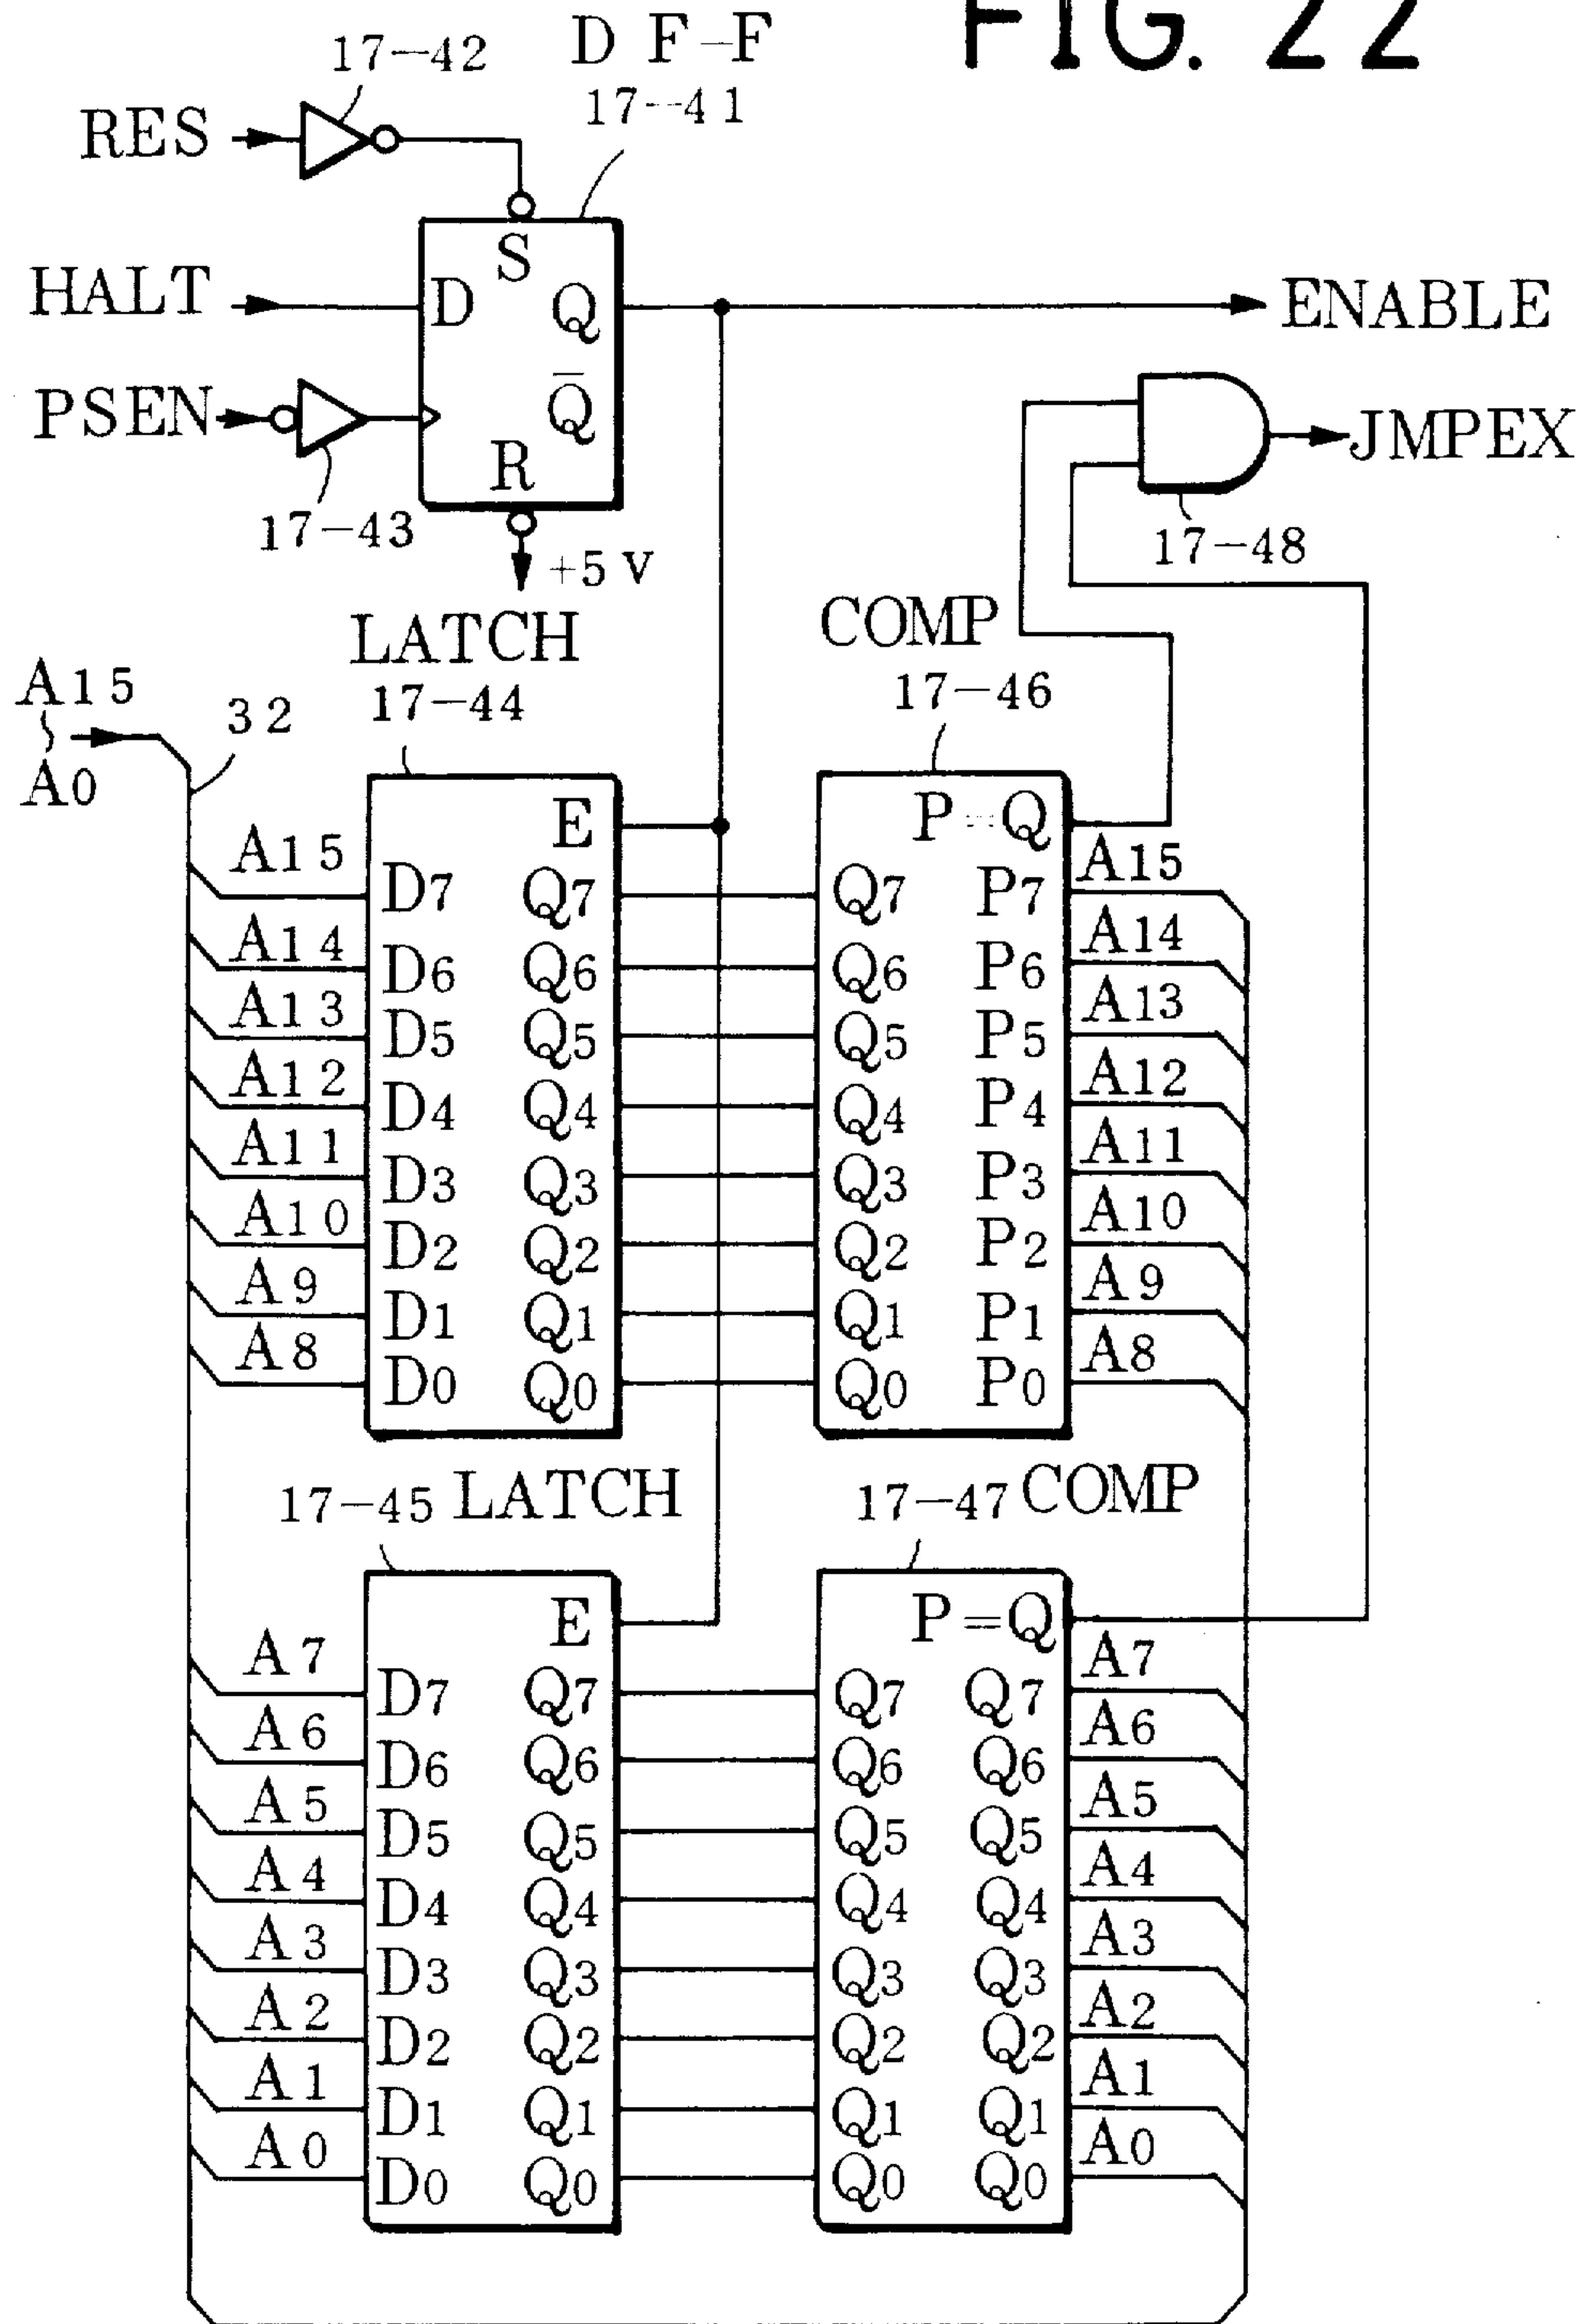 FIG. 22
D F-F
17-41
17-42
RES
S
HALT
D
Q
ENABLE
PSEN
Q̄
JMPEX
R
17-43
+5 V
17-48
LATCH
17-44
COMP
17-46
A15
A0
32
E
P=Q
A15 D7 Q7 Q7 P7 A15
A14 D6 Q6 Q6 P6 A14
A13 D5 Q5 Q5 P5 A13
A12 D4 Q4 Q4 P4 A12
A11 D3 Q3 Q3 P3 A11
A10 D2 Q2 Q2 P2 A10
A9 D1 Q1 Q1 P1 A9
A8 D0 Q0 Q0 P0 A8
17-45 LATCH
17-47 COMP
E
P=Q
A7 D7 Q7 Q7 Q7 A7
A6 D6 Q6 Q6 Q6 A6
A5 D5 Q5 Q5 Q5 A5
A4 D4 Q4 Q4 Q4 A4
A3 D3 Q3 Q3 Q3 A3
A2 D2 Q2 Q2 Q2 A2
A1 D1 Q1 Q1 Q1 A1
A0 D0 Q0 Q0 Q0 A0